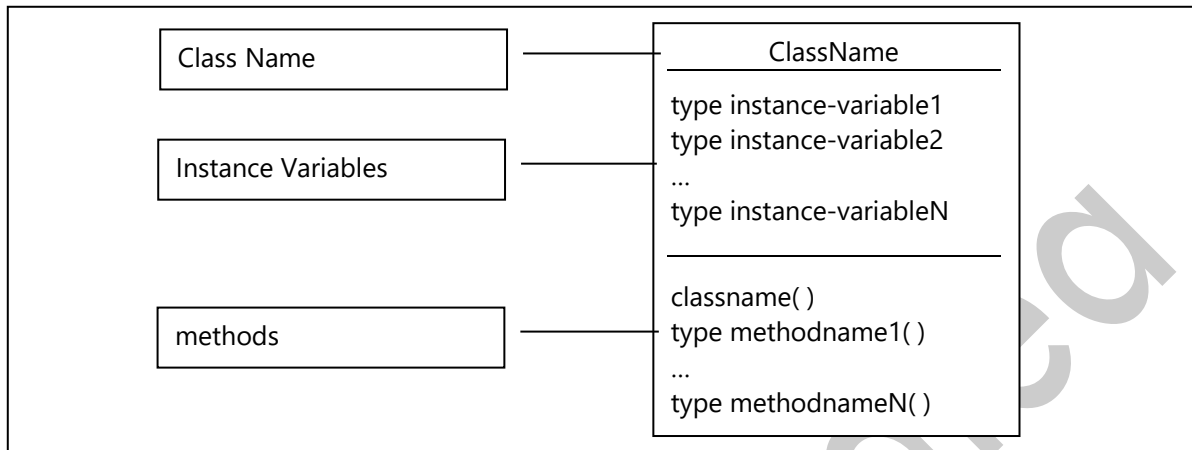 Class Name
ClassName
type instance-variable1
type instance-variable2
Instance Variables
...
type instance-variableN
classname( )
methods
type methodname1( )
...
type methodnameN( )